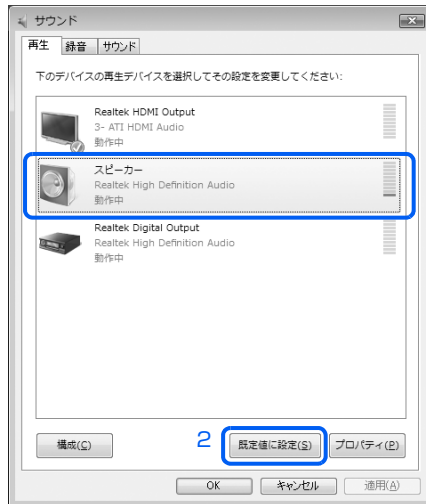 サウンド
再生 録音 サウンド
下のデバイスの再生デバイスを選択してその設定を変更してください:
Realtek HDMI Output
3- ATI HDMI Audio
動作中
スピーカー
Realtek High Definition Audio
動作中
Realtek Digital Output
Realtek High Definition Audio
動作中
構成(C) 2 既定値に設定(S) プロパティ(P)
OK キャンセル 適用(A)